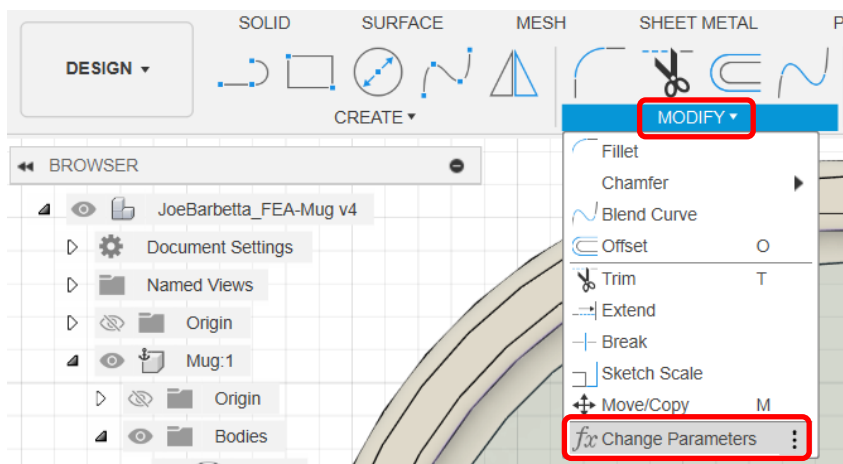 SOLID SURFACE MESH SHEET METAL P
DESIGN
CREATE
MODIFY
BROWSER
JoeBarbetta_FEA-Mug v4
Document Settings
Named Views
Origin
Mug:1
Origin
Bodies
Fillet
Chamfer
Blend Curve
Offset O
Trim T
Extend
Break
Sketch Scale
Move/Copy M
fx Change Parameters